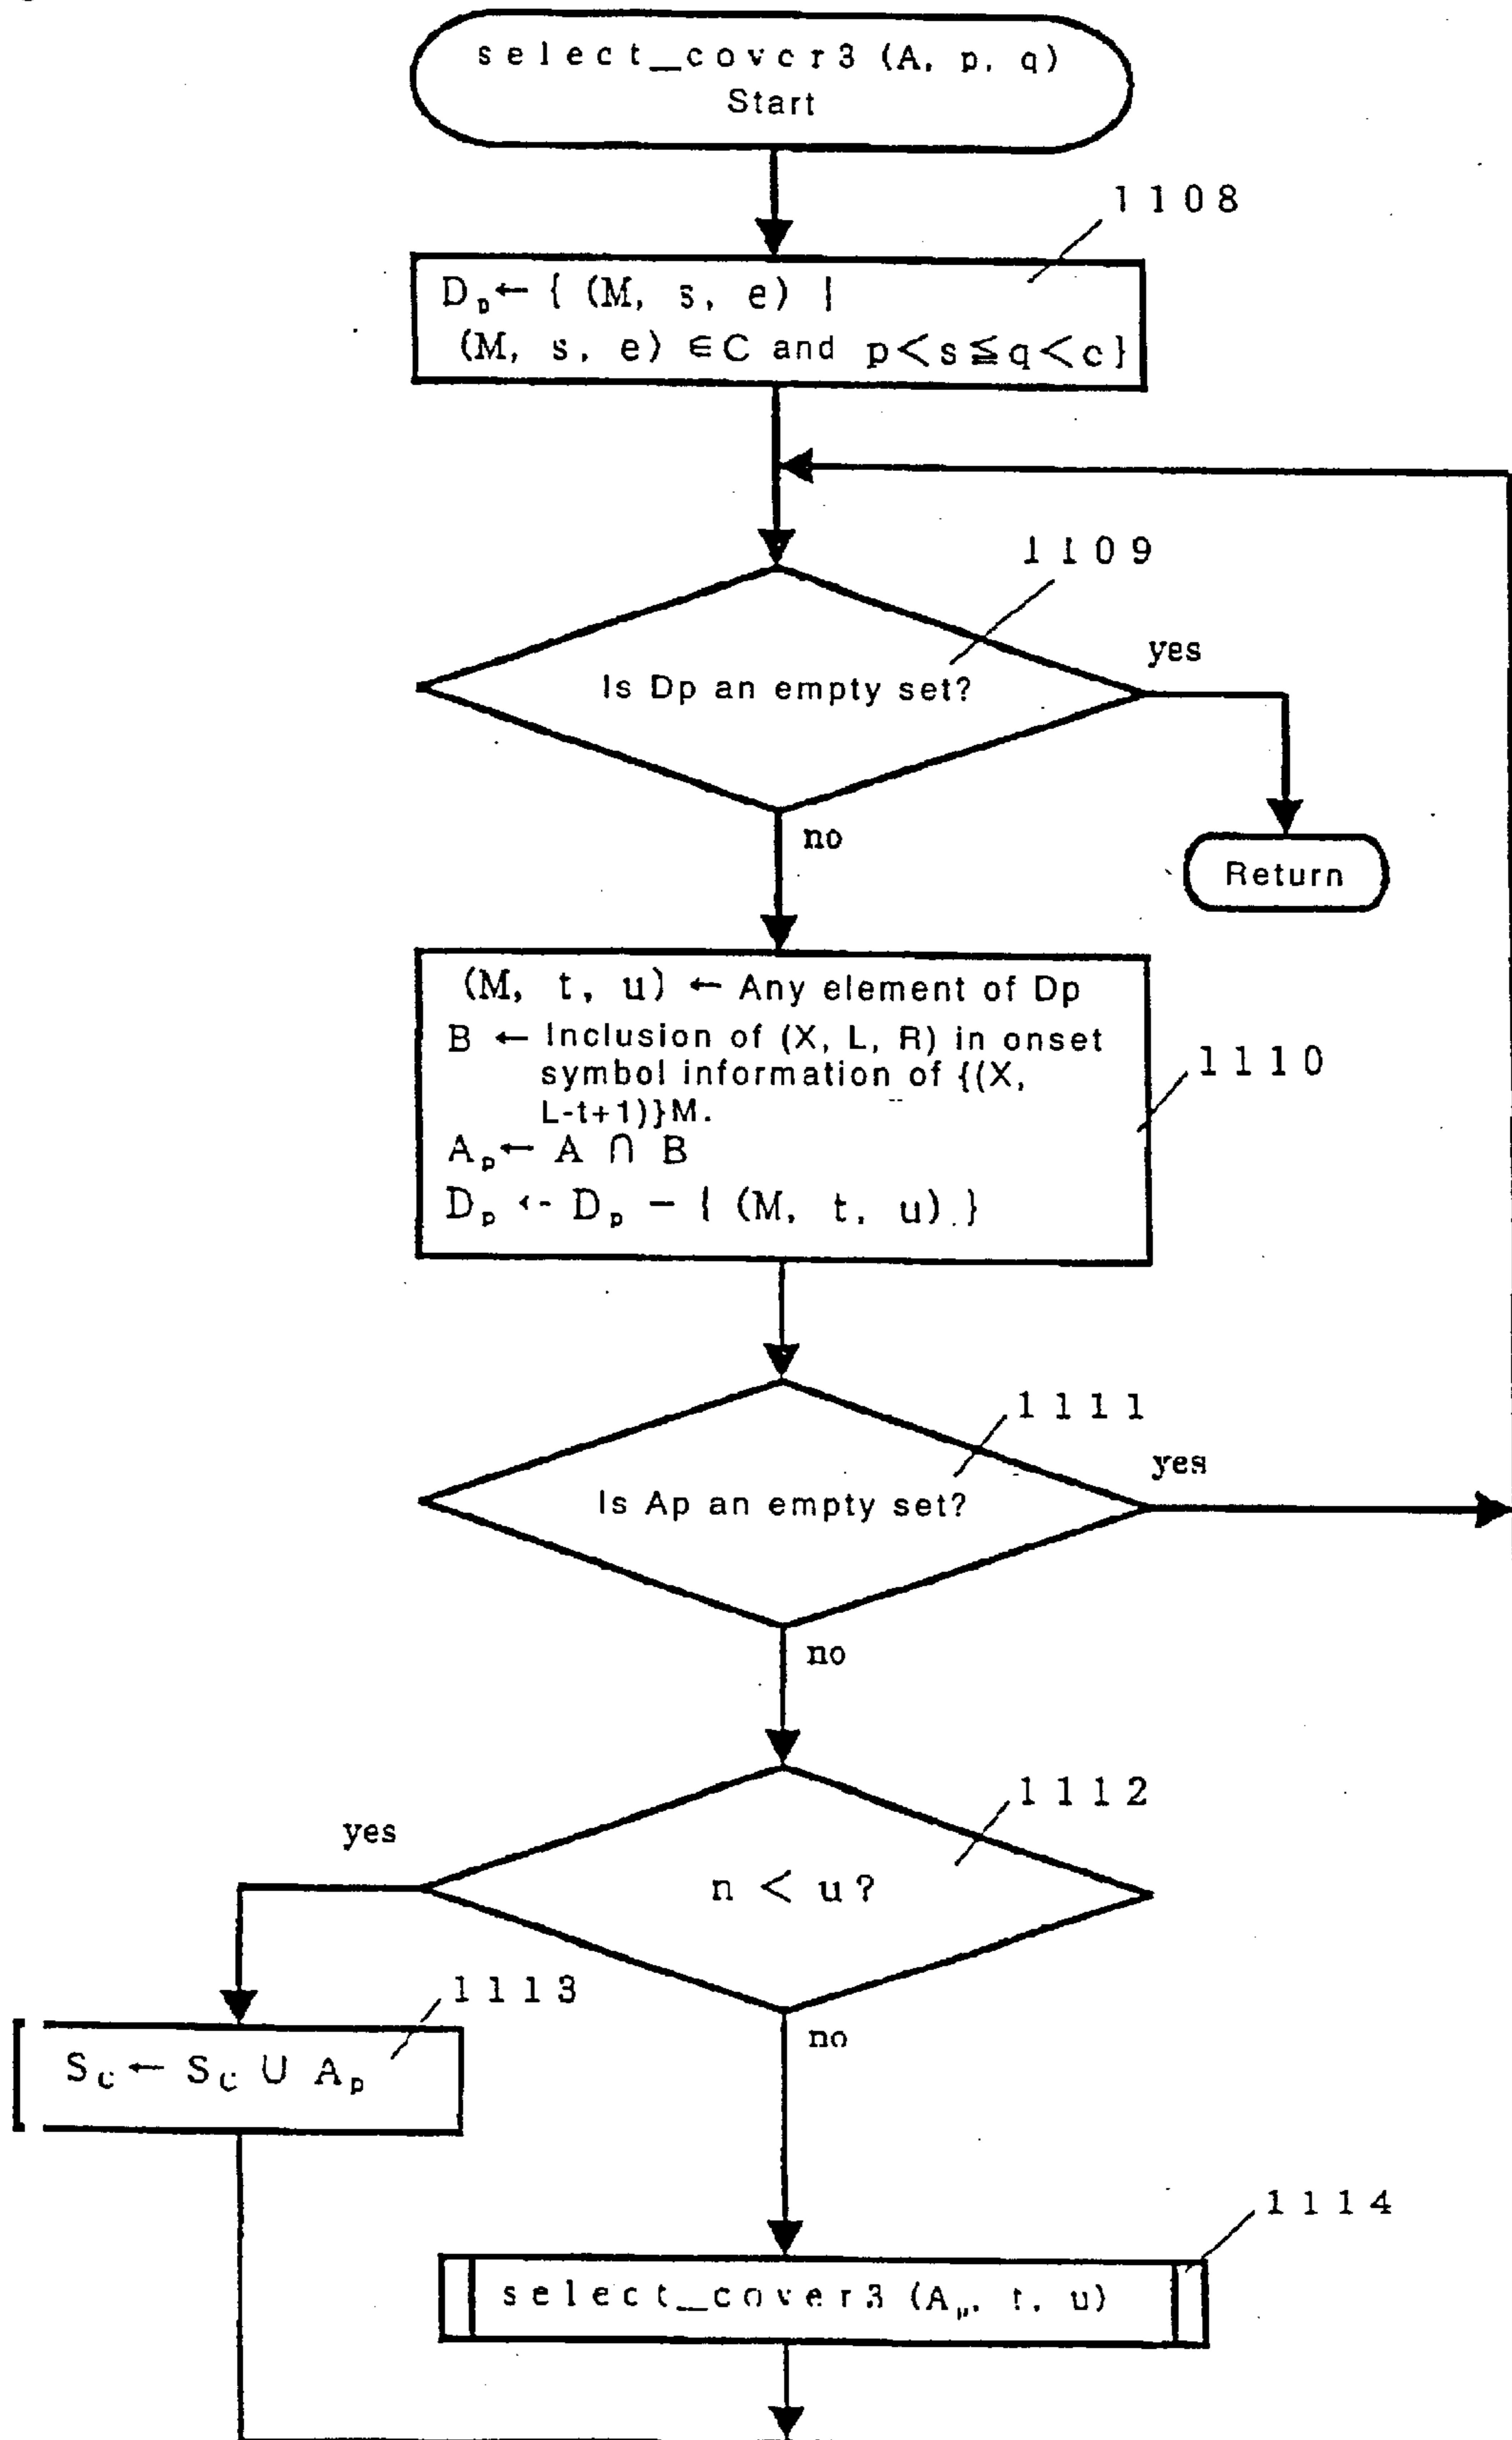 select_cover3 (A, p, q)
Start
1108
Dp← { (M, s, e) |
(M, s, e) ∈C and p<s≦q<e}
1109
yes
Is Dp an empty set?
no
Return
(M, t, u) ← Any element of Dp
B ← Inclusion of (X, L, R) in onset
symbol information of {(X,
L-t+1)}M.
1110
Ap← A ∩ B
Dp ← Dp − { (M, t, u) }
1111
yes
Is Ap an empty set?
no
1112
yes
n < u?
1113
no
Sc← Sc ∪ Ap
1114
select_cover3 (Ap, t, u)